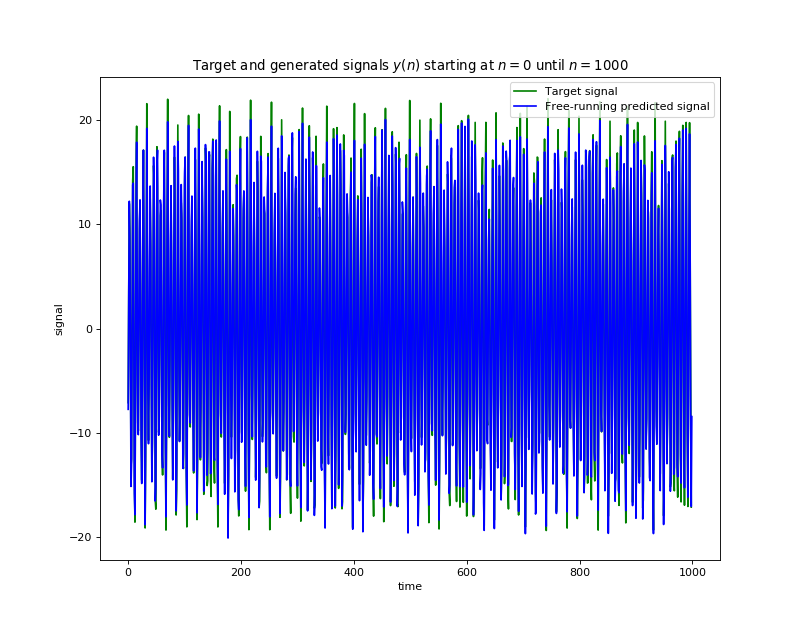 Target and generated signals y(n) starting at n = 0 until n = 1000
Target signal
Free-running predicted signal
20
10
0
−10
−20
signal
0
200
400
600
800
1000
time